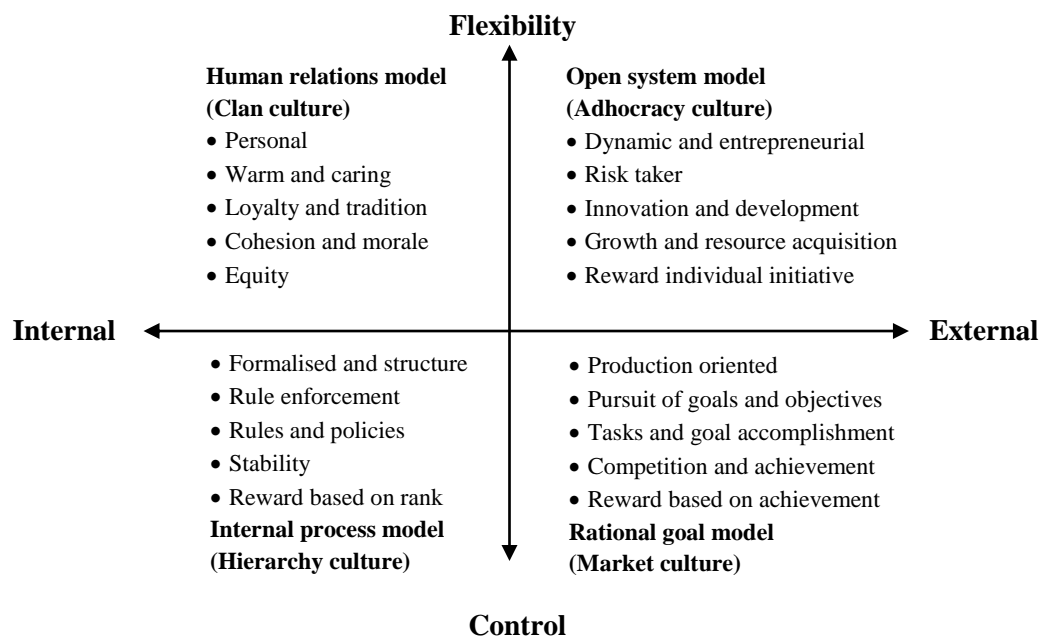 Flexibility
Human relations model
(Clan culture)
• Personal
• Warm and caring
• Loyalty and tradition
• Cohesion and morale
• Equity
Open system model
(Adhocracy culture)
• Dynamic and entrepreneurial
• Risk taker
• Innovation and development
• Growth and resource acquisition
• Reward individual initiative
Internal
External
• Formalised and structure
• Rule enforcement
• Rules and policies
• Stability
• Reward based on rank
Internal process model
(Hierarchy culture)
• Production oriented
• Pursuit of goals and objectives
• Tasks and goal accomplishment
• Competition and achievement
• Reward based on achievement
Rational goal model
(Market culture)
Control